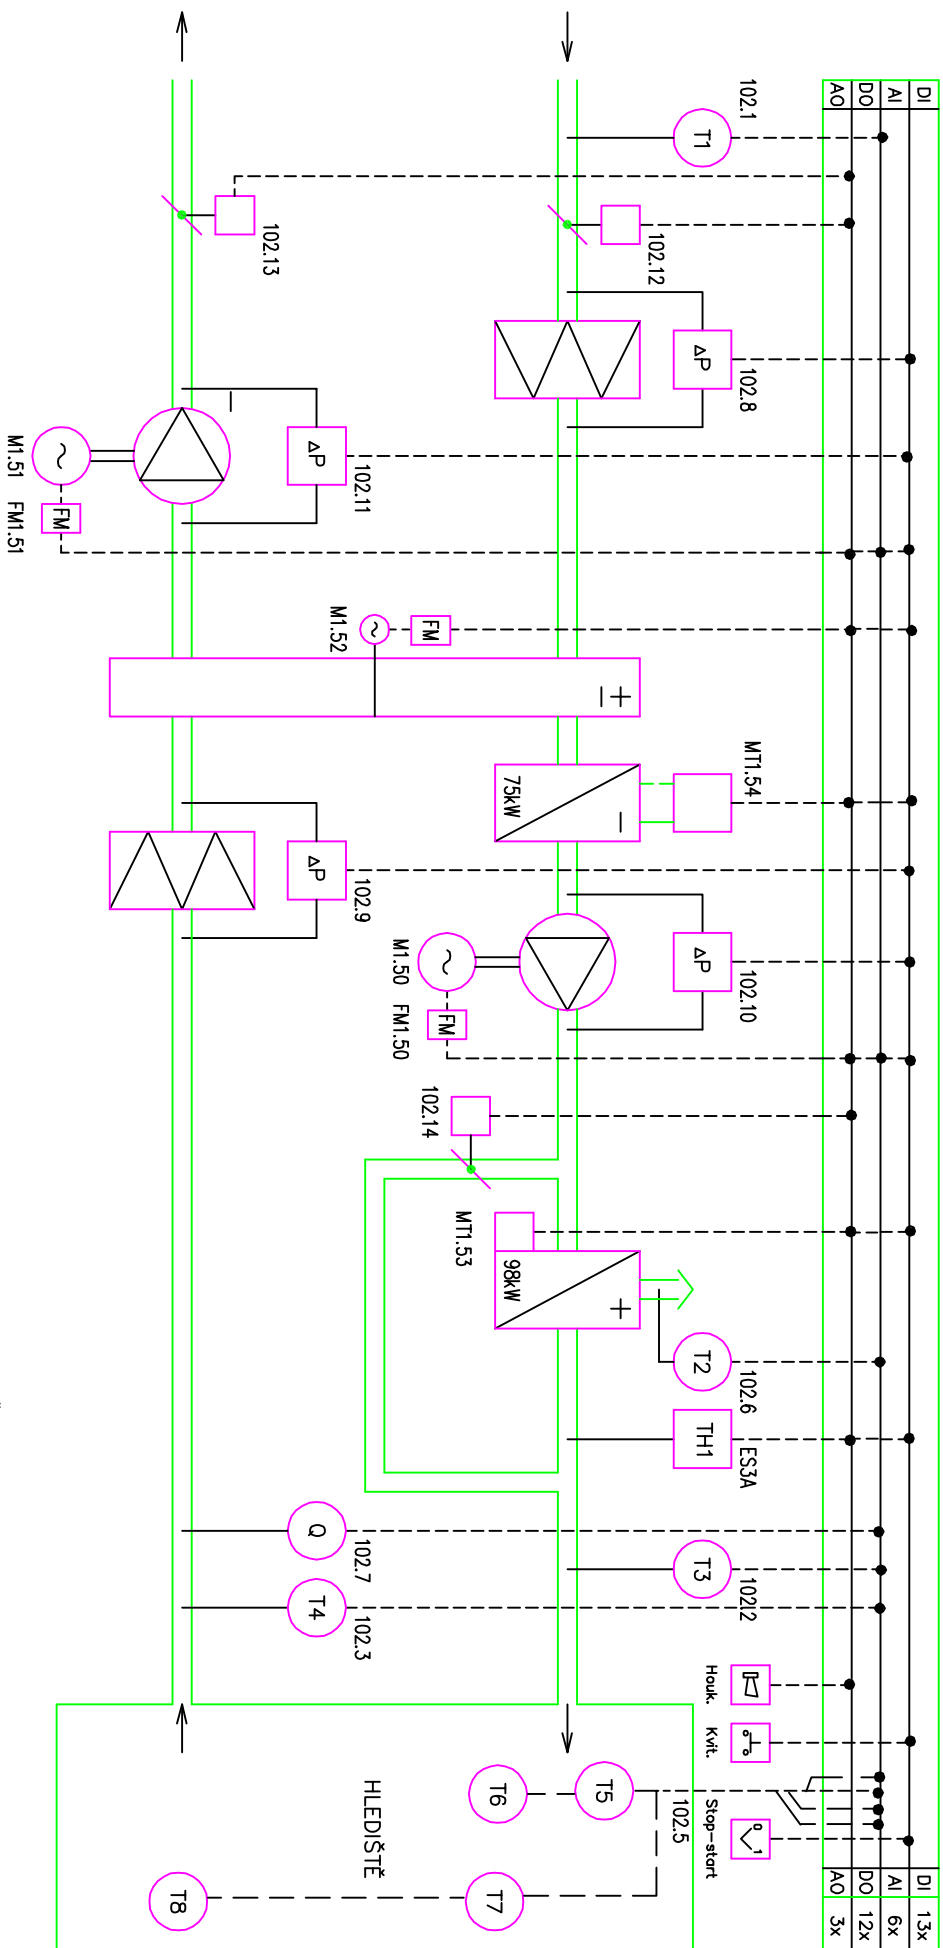 DI
AI
DO
AO
102.1
T1
102.13
102.12
ΔP
102.8
ΔP
102.11
M1.51
FM
FM1.51
M1.52
FM
+
MT1.54
75kW
ΔP
102.9
ΔP
102.10
M1.50
FM
FM1.50
102.14
MT1.53
98kW
+
T2
102.6
TH1
ES3A
Q
102.7
T3
102.2
T4
102.3
Houk.
Kvit.
Stop-start
0
1
102.5
T5
T6
T7
T8
HLEDIŠTĚ
DI 13x
AI 6x
DO 12x
AO 3x